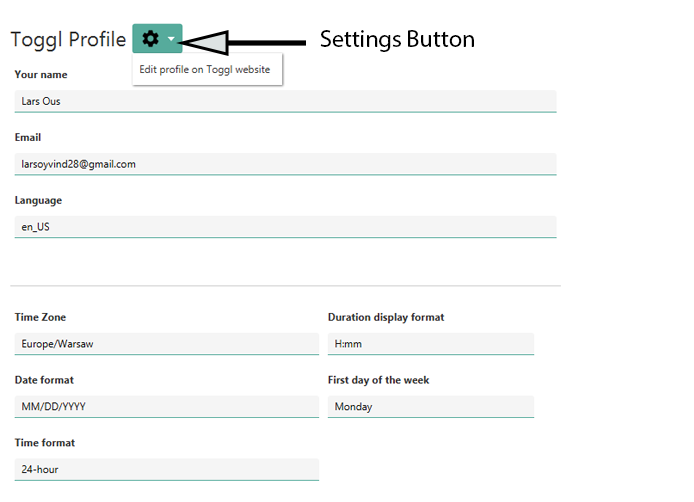 Toggl Profile
Settings Button
Edit profile on Toggl website
Your name
Lars Ous
Email
larsoyvind28@gmail.com
Language
en_US
Time Zone
Duration display format
Europe/Warsaw
H:mm
Date format
First day of the week
MM/DD/YYYY
Monday
Time format
24-hour